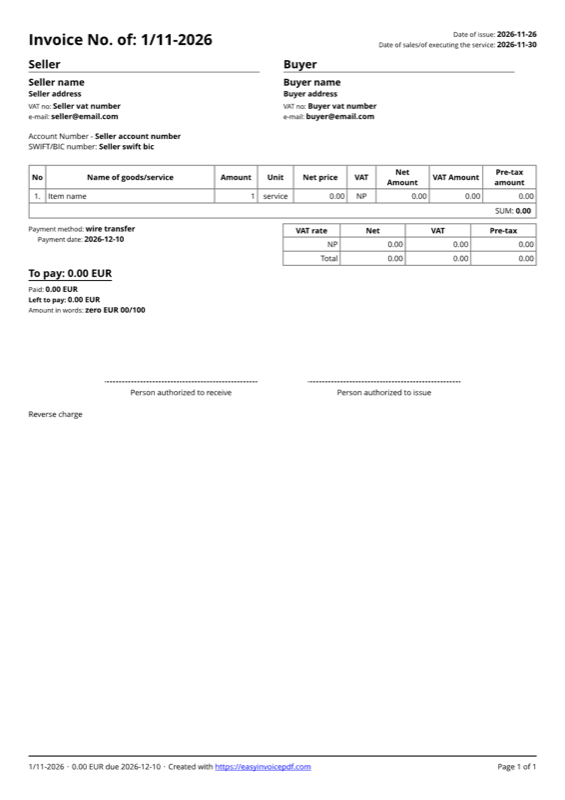 Invoice No. of: 1/11-2026
Date of issue: 2026-11-26
Date of sales/of executing the service: 2026-11-30
Seller
Seller name
Seller address
VAT no: Seller vat number
e-mail: seller@email.com
Account Number - Seller account number
SWIFT/BIC number: Seller swift bic
Buyer
Buyer name
Buyer address
VAT no: Buyer vat number
e-mail: buyer@email.com
No Name of goods/service Amount Unit Net price VAT Net Amount VAT Amount Pre-tax amount
1. Item name 1 service 0.00 NP 0.00 0.00 0.00
SUM: 0.00
Payment method: wire transfer
Payment date: 2026-12-10
VAT rate Net VAT Pre-tax
NP 0.00 0.00 0.00
Total 0.00 0.00 0.00
To pay: 0.00 EUR
Paid: 0.00 EUR
Left to pay: 0.00 EUR
Amount in words: zero EUR 00/100
Person authorized to receive
Person authorized to issue
Reverse charge
1/11-2026 · 0.00 EUR due 2026-12-10 · Created with https://easyinvoicepdf.com
Page 1 of 1